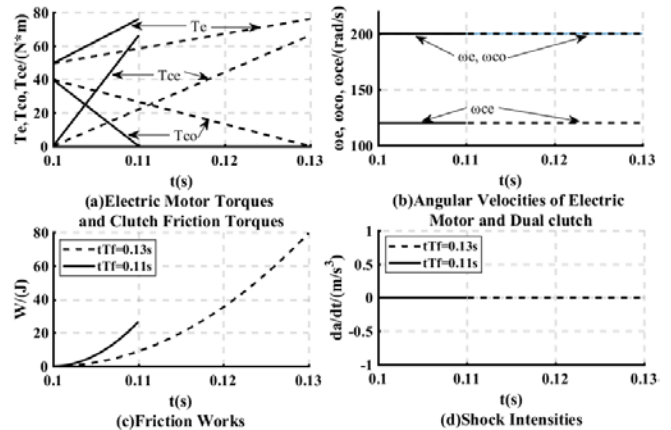 Te,Tco,Tce/(N*m)
80
60
40
20
0
Te
Tce
Tco
0.1
0.11
0.12
0.13
t(s)
(a)Electric Motor Torques
and Clutch Friction Torques
ωe, ωco, ωce/(rad/s)
250
200
150
100
ωe, ωco
ωce
0.1
0.11
0.12
0.13
t(s)
(b)Angular Velocities of Electric
Motor and Dual clutch
W/(J)
80
60
40
20
0
tTf=0.13s
tTf=0.11s
0.1
0.11
0.12
0.13
t(s)
(c)Friction Works
da/dt/(m/s³)
1
0.5
0
-0.5
-1
tTf=0.13s
tTf=0.11s
0.1
0.11
0.12
0.13
t(s)
(d)Shock Intensities